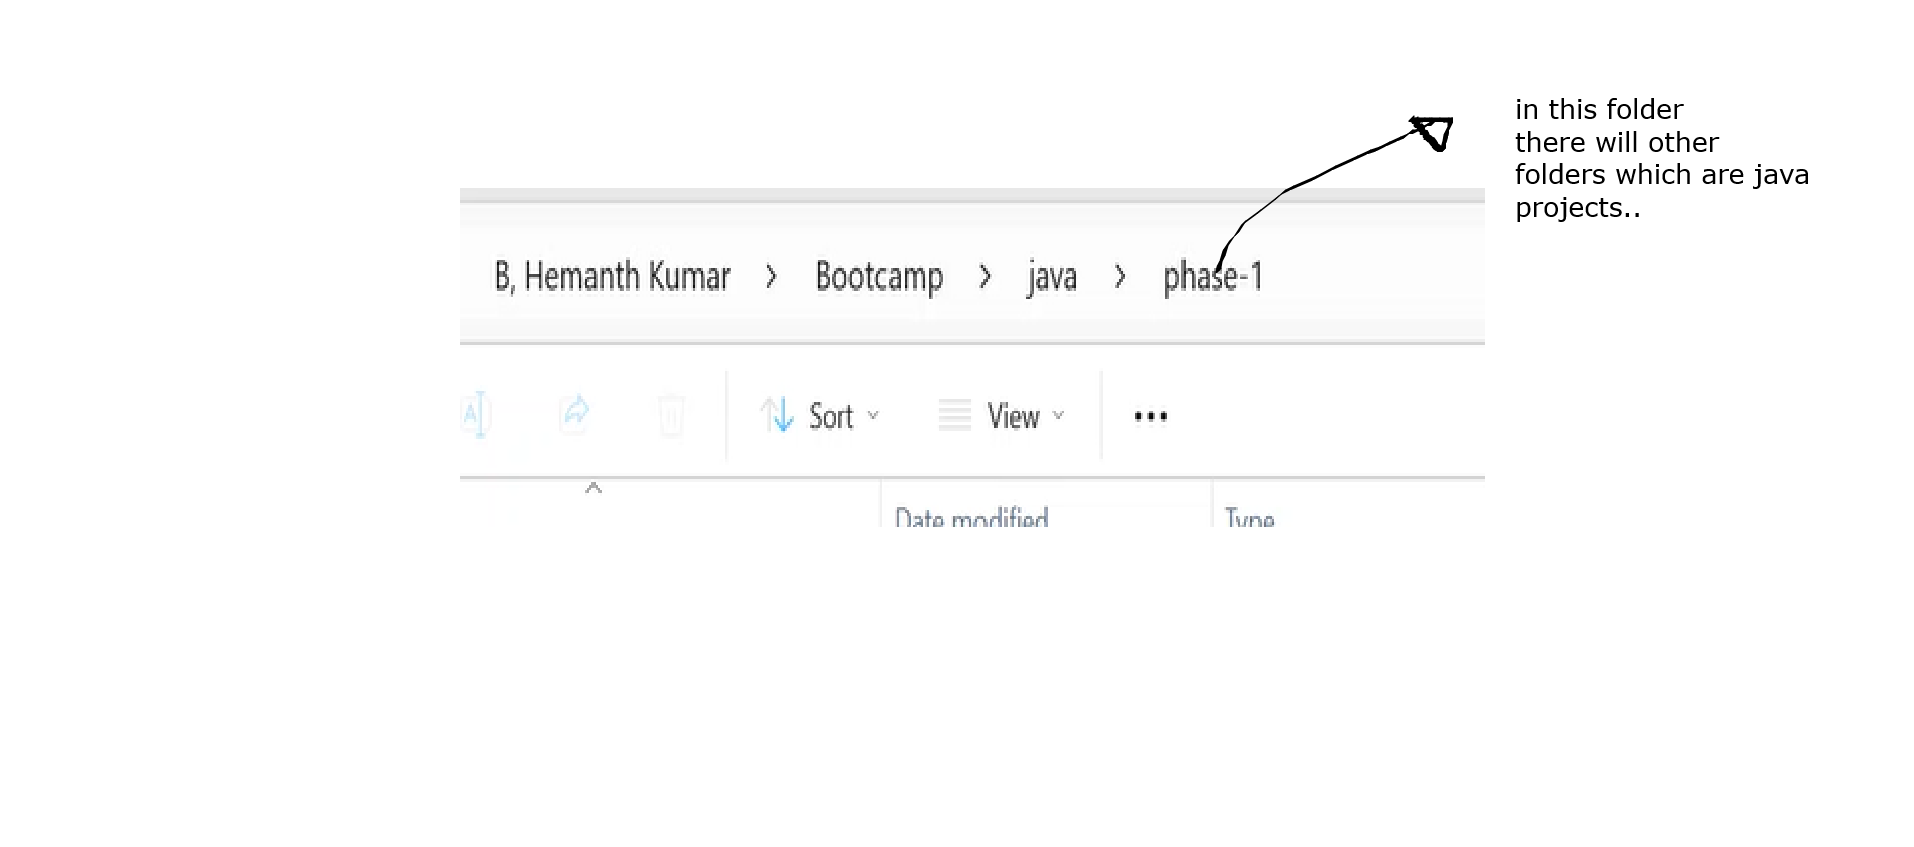 in this folder
there will other
folders which are java
projects..
B, Hemanth Kumar > Bootcamp > java > phase-1
Sort View •••
Date modified Type